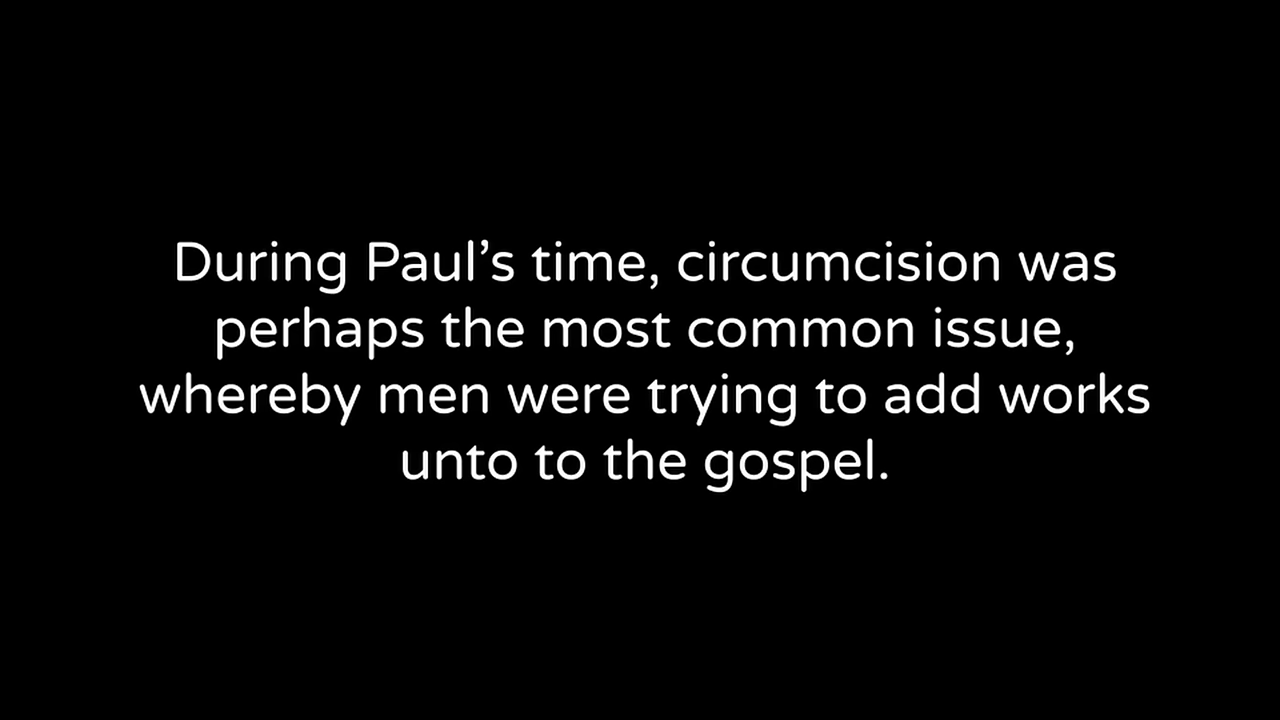 During Paul’s time, circumcision was
perhaps the most common issue,
whereby men were trying to add works
unto to the gospel.